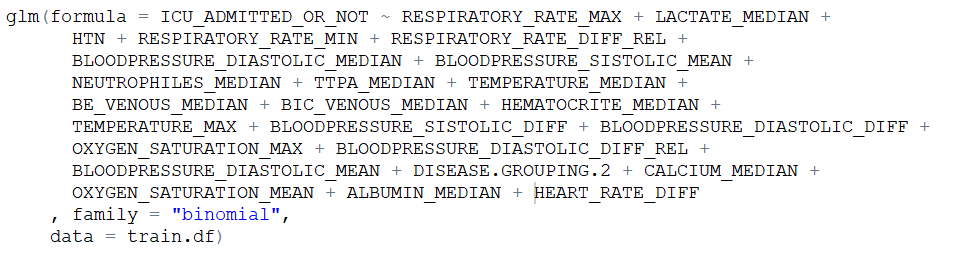 glm(formula = ICU_ADMITTED_OR_NOT ~ RESPIRATORY_RATE_MAX + LACTATE_MEDIAN +
HTN + RESPIRATORY_RATE_MIN + RESPIRATORY_RATE_DIFF_REL +
BLOODPRESSURE_DIASTOLIC_MEDIAN + BLOODPRESSURE_SISTOLIC_MEAN +
NEUTROPHILES_MEDIAN + TTPA_MEDIAN + TEMPERATURE_MEDIAN +
BE_VENOUS_MEDIAN + BIC_VENOUS_MEDIAN + HEMATOCRITE_MEDIAN +
TEMPERATURE_MAX + BLOODPRESSURE_SISTOLIC_DIFF + BLOODPRESSURE_DIASTOLIC_DIFF +
OXYGEN_SATURATION_MAX + BLOODPRESSURE_DIASTOLIC_DIFF_REL +
BLOODPRESSURE_DIASTOLIC_MEAN + DISEASE.GROUPING.2 + CALCIUM_MEDIAN +
OXYGEN_SATURATION_MEAN + ALBUMIN_MEDIAN + HEART_RATE_DIFF
, family = "binomial",
data = train.df)